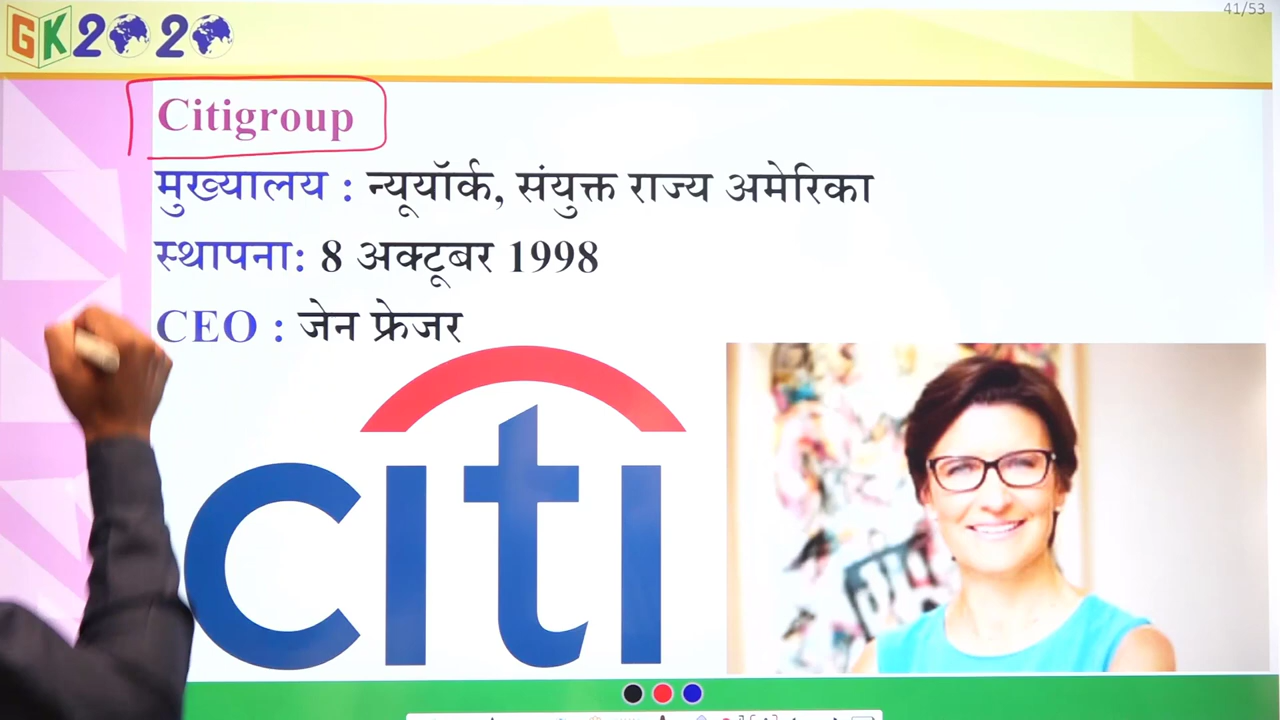 41/53
GK2020
Citigroup
मुख्यालय : न्यूयॉर्क, संयुक्त राज्य अमेरिका
स्थापना: 8 अक्टूबर 1998
CEO : जेन फ्रेजर
citi